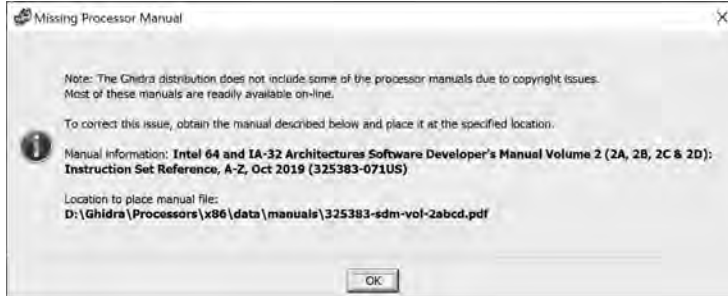 Missing Processor Manual
Note: The Ghidra distribution does not include some of the processor manuals due to copyright issues.
Most of these manuals are readily available on-line.
To correct this issue, obtain the manual described below and place it at the specified location.
Manual information: Intel 64 and IA-32 Architectures Software Developer's Manual Volume 2 (2A, 2B, 2C & 2D):
Instruction Set Reference, A-Z, Oct 2019 (325383-071US)
Location to place manual file:
D:\Ghidra\Processors\x86\data\manuals\325383-sdm-vol-2abcd.pdf
OK